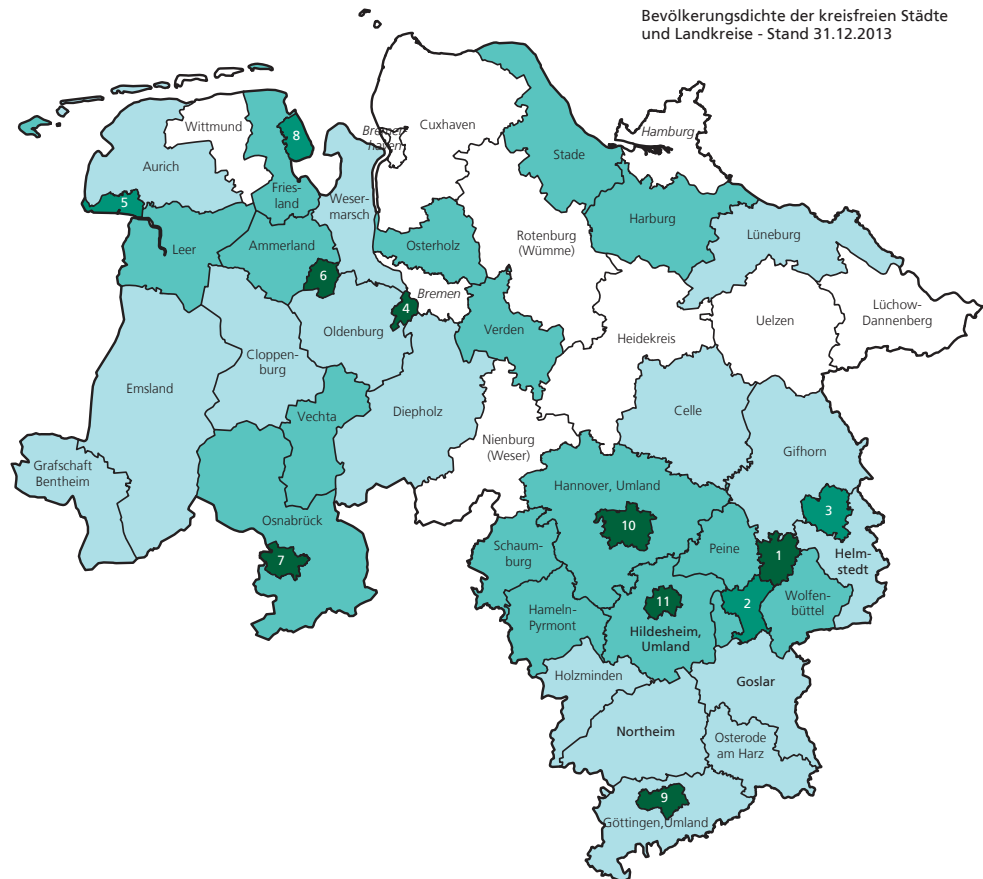 Bevölkerungsdichte der kreisfreien Städte
und Landkreise - Stand 31.12.2013
Wittmund
8
Bremer-
haven
Cuxhaven
Hamburg
Aurich
Stade
5
Fries-
land
Weser-
marsch
Harburg
Leer
Ammerland
Osterholz
Rotenburg
(Wümme)
Lüneburg
6
Bremen
4
Oldenburg
Verden
Heidekreis
Uelzen
Lüchow-
Dannenberg
Cloppen-
burg
Emsland
Vechta
Diepholz
Celle
Nienburg
(Weser)
Gifhorn
Grafschaft
Bentheim
Hannover, Umland
Osnabrück
10
3
7
Schaum-
burg
Peine
1
Helm-
stedt
Hameln-
Pyrmont
11
2
Wolfen-
büttel
Hildesheim,
Umland
Holzminden
Goslar
Northeim
Osterode
am Harz
9
Göttingen,Umland